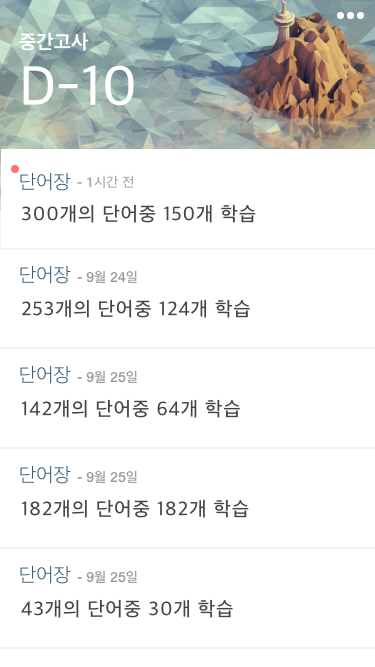 중간고사
D-10
단어장 - 1시간 전
300개의 단어중 150개 학습
단어장 - 9월 24일
253개의 단어중 124개 학습
단어장 - 9월 25일
142개의 단어중 64개 학습
단어장 - 9월 25일
182개의 단어중 182개 학습
단어장 - 9월 25일
43개의 단어중 30개 학습